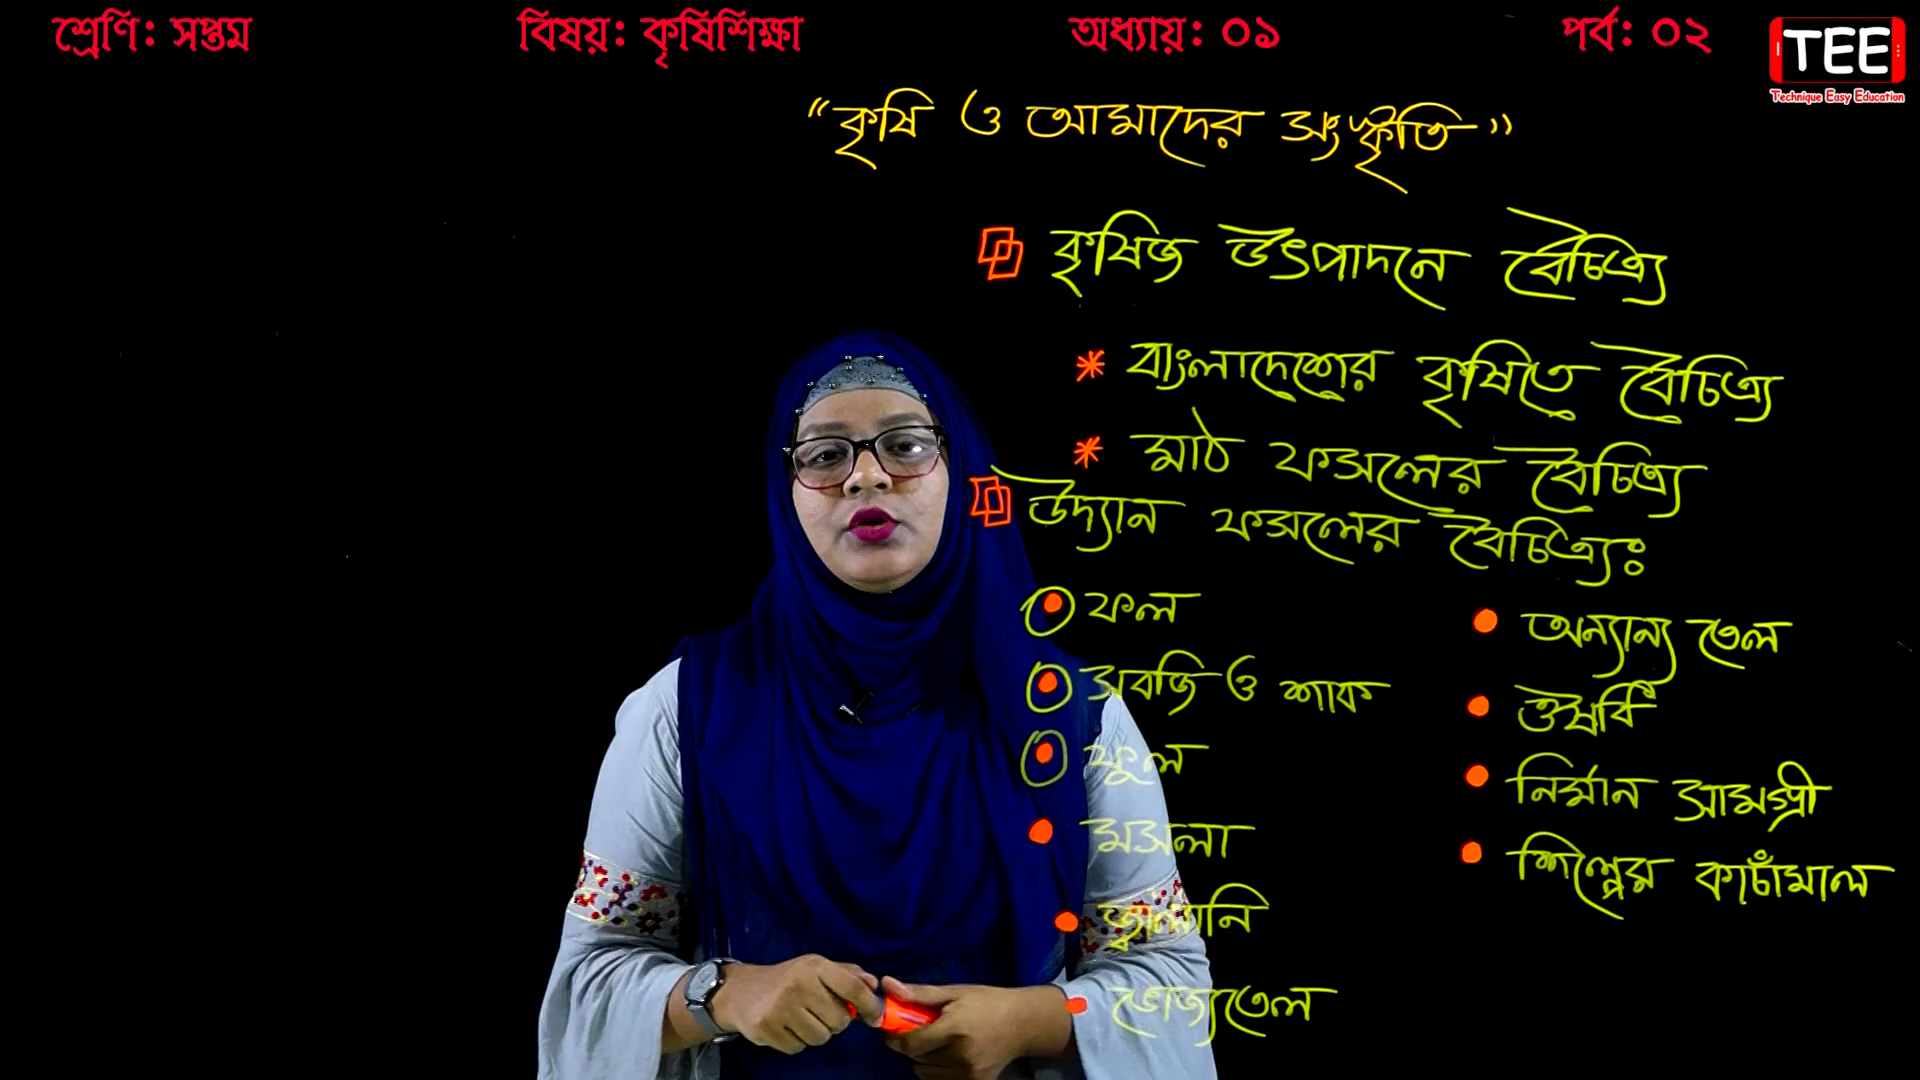 শ্রেণি: সপ্তম বিষয়: কৃষিশিক্ষা অধ্যায়: ০১ পর্ব: ০২
TEE
Technique Easy Education
"কৃষি ও আমাদের সংস্কৃতি"
কৃষিজ উৎপাদনে বৈচিত্র্য
* বাংলাদেশের কৃষিতে বৈচিত্র্য
* মাঠ ফসলের বৈচিত্র্য
উদ্যান ফসলের বৈচিত্র্যঃ
ফল
সবজি ও শাক
ফুল
মসলা
জ্বালানি
ভোজ্যতেল
অন্যান্য তেল
ঔষধি
নির্মান সামগ্রী
শিল্পের কাচাঁমাল